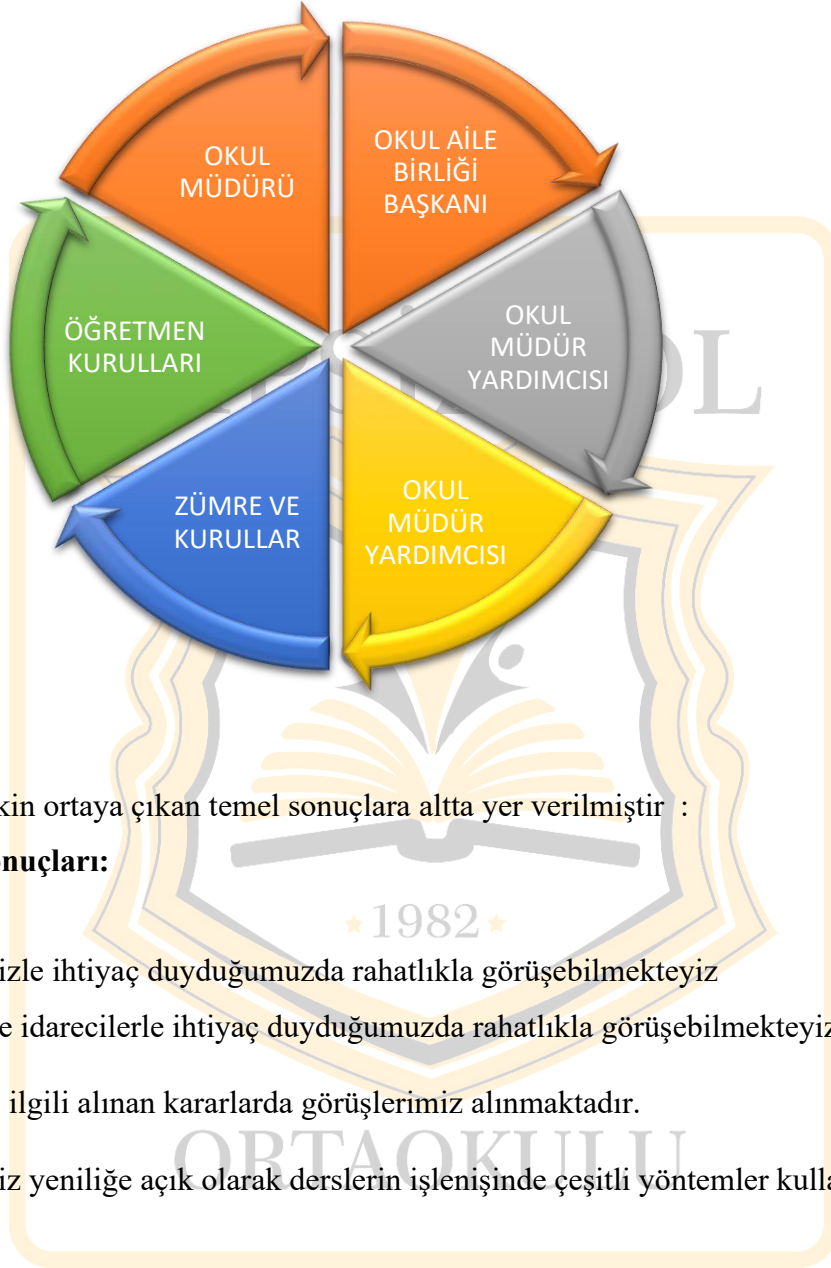 OKUL
MÜDÜRÜ
OKUL AİLE
BİRLİĞİ
BAŞKANI
ÖĞRETMEN
KURULLARI
OKUL
MÜDÜR
YARDIMCISI
ZÜMRE VE
KURULLAR
OKUL
MÜDÜR
YARDIMCISI
kin ortaya çıkan temel sonuçlara altta yer verilmiştir :
onuçları:
1982
izle ihtiyaç duyduğumuzda rahatlıkla görüşebilmekteyiz
e idarecilerle ihtiyaç duyduğumuzda rahatlıkla görüşebilmekteyiz
ilgili alınan kararlarda görüşlerimiz alınmaktadır.
ORTAOKULU
iz yeniliğe açık olarak derslerin işlenişinde çeşitli yöntemler kulla